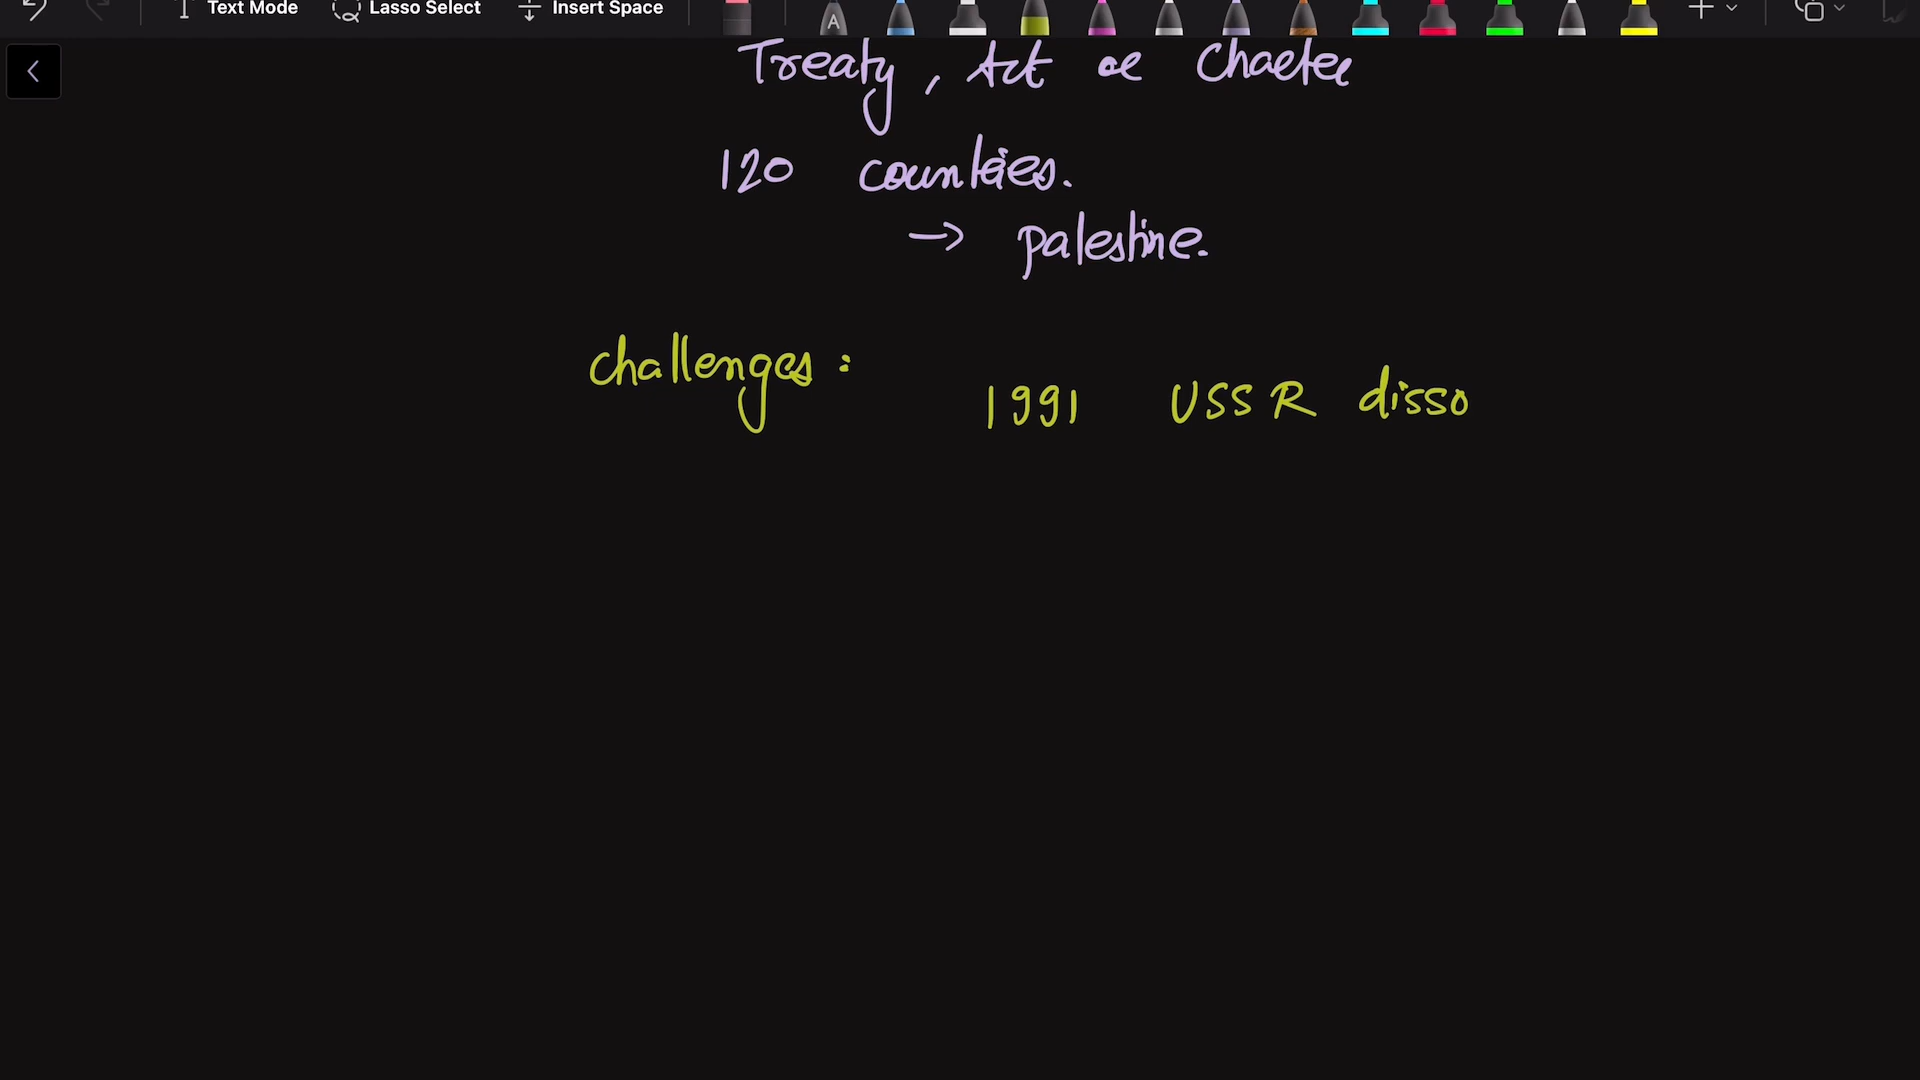 Text Mode Lasso Select Insert Space
A
Treaty, Act or Charter
120 countries.
→ palestine.
challenges :
1991 USSR disso